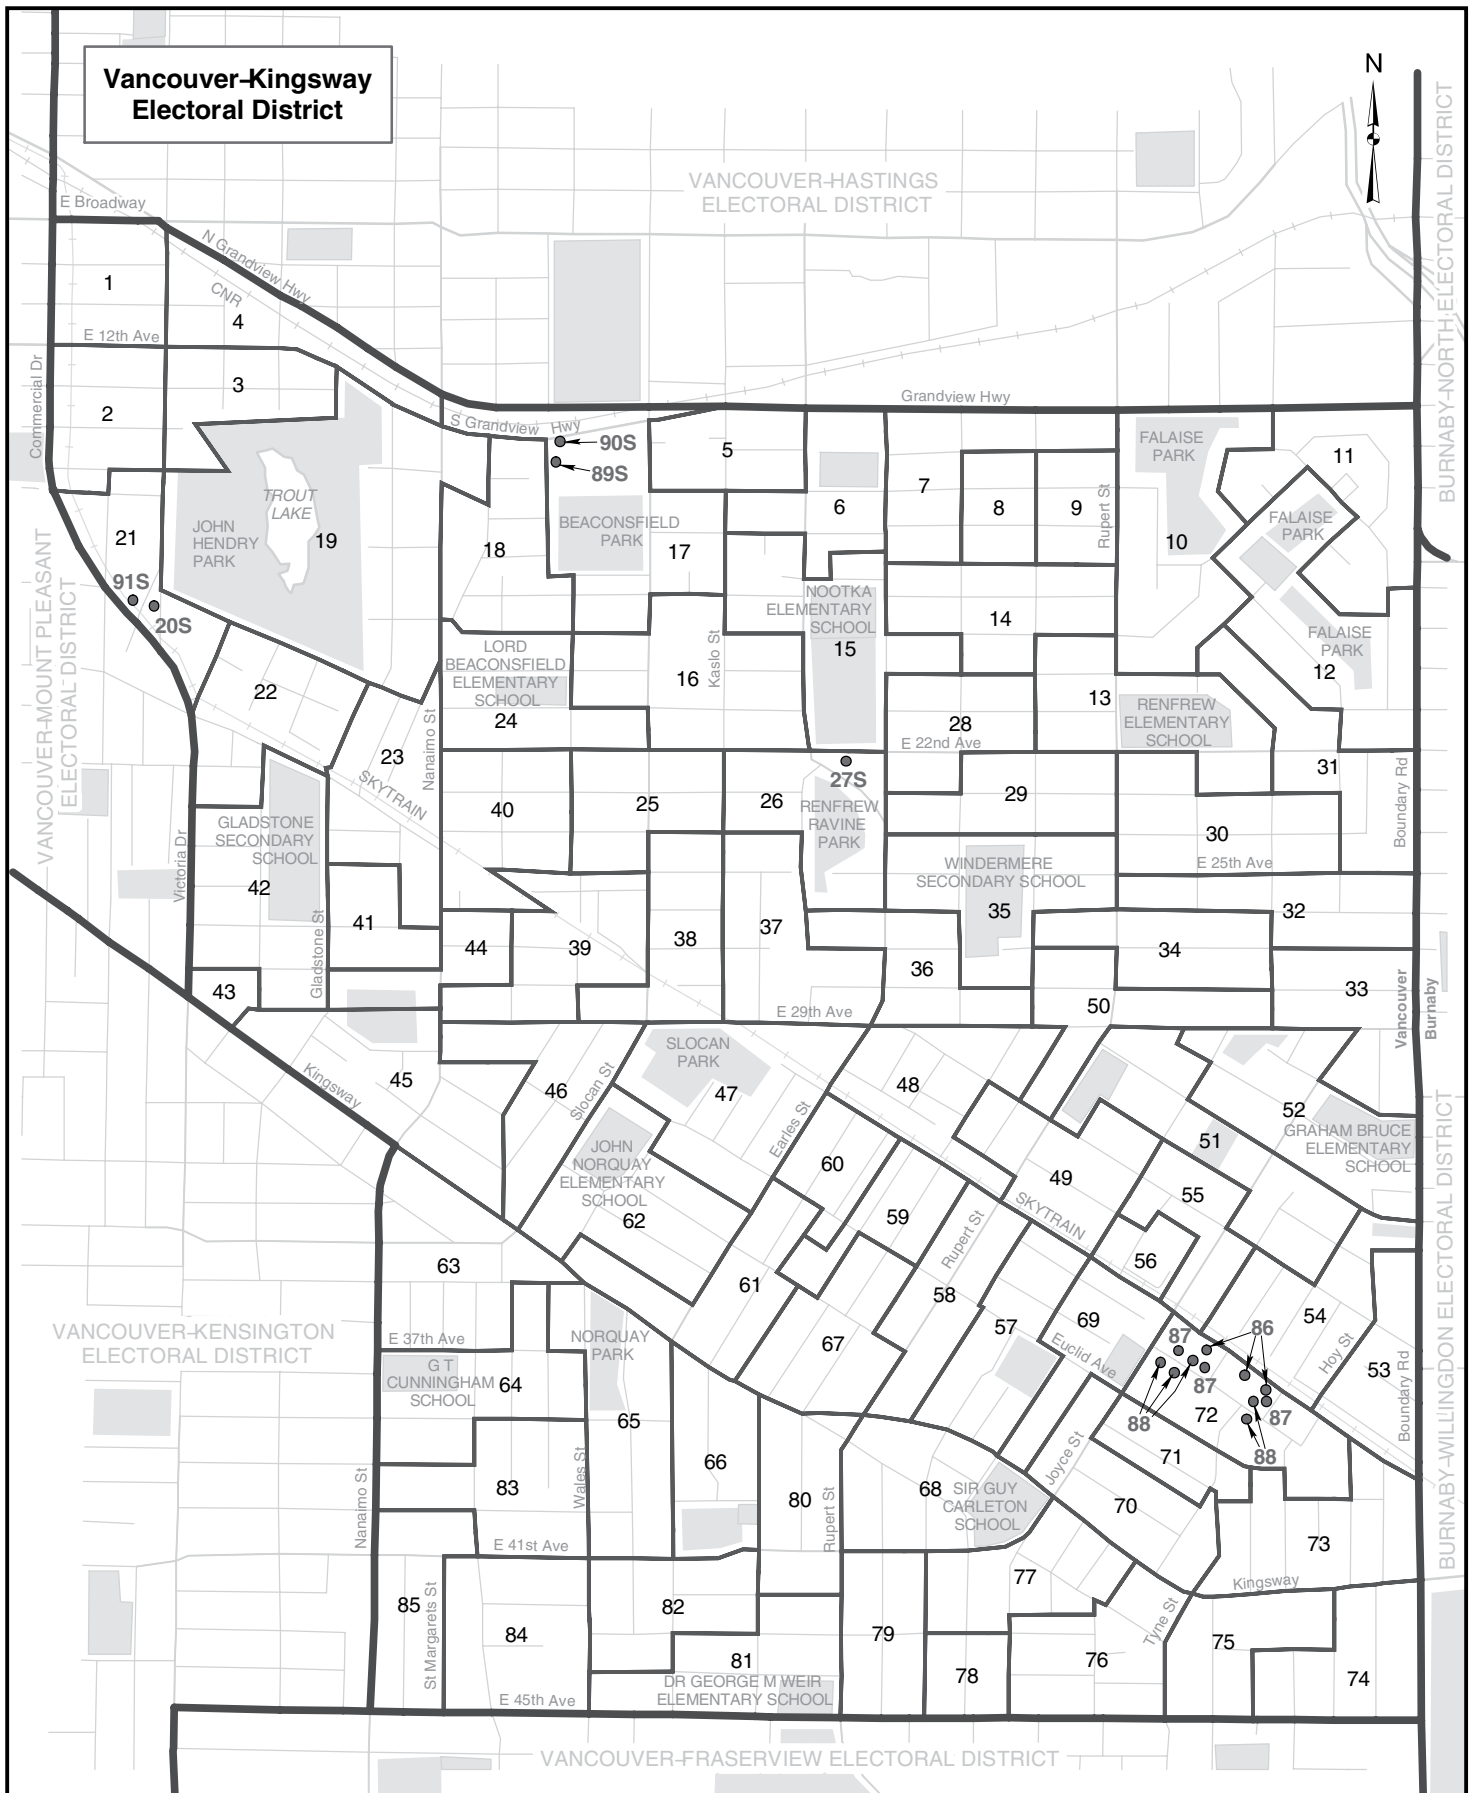 Vancouver-Kingsway
Electoral District
N
VANCOUVER-HASTINGS
ELECTORAL DISTRICT
BURNABY-NORTH ELECTORAL DISTRICT
E Broadway
N Grandview Hwy
CNR
1
4
E 12th Ave
Commercial Dr
3
2
Grandview Hwy
S Grandview Hwy
90S
89S
5
FALAISE
PARK
11
7
8
9
Rupert St
6
10
FALAISE
PARK
TROUT
LAKE
JOHN
HENDRY
PARK
19
21
BEACONSFIELD
PARK
17
18
91S
20S
NOOTKA
ELEMENTARY
SCHOOL
15
14
FALAISE
PARK
12
VANCOUVER-MOUNT PLEASANT
ELECTORAL DISTRICT
LORD
BEACONSFIELD
ELEMENTARY
SCHOOL
24
Kaslo St
16
22
23
Nanaimo St
13
RENFREW
ELEMENTARY
SCHOOL
28
E 22nd Ave
27S
SKYTRAIN
31
Boundary Rd
40
25
26
RENFREW
RAVINE
PARK
29
30
E 25th Ave
GLADSTONE
SECONDARY
SCHOOL
42
Victoria Dr
WINDERMERE
SECONDARY SCHOOL
35
32
41
Gladstone St
44
39
38
37
36
34
33
43
50
E 29th Ave
Vancouver
Burnaby
SLOCAN
PARK
47
Kingsway
45
46
Slocan St
48
Earles St
52
GRAHAM BRUCE
ELEMENTARY
SCHOOL
51
JOHN
NORQUAY
ELEMENTARY
SCHOOL
62
60
49
55
SKYTRAIN
59
Rupert St
56
BURNABY-WILLINGDON ELECTORAL DISTRICT
63
61
58
57
69
54
VANCOUVER-KENSINGTON
ELECTORAL DISTRICT
E 37th Ave
NORQUAY
PARK
67
Euclid Ave
87
86
Hoy St
53
Boundary Rd
G T
CUNNINGHAM
SCHOOL
64
87
88
72
87
88
65
66
71
Joyce St
Nanaimo St
83
Wales St
80
Rupert St
68
SIR GUY
CARLETON
SCHOOL
70
73
E 41st Ave
Kingsway
77
85
St Margarets St
84
82
79
Tyne St
75
81
78
76
74
DR GEORGE M WEIR
ELEMENTARY SCHOOL
E 45th Ave
VANCOUVER-FRASERVIEW ELECTORAL DISTRICT